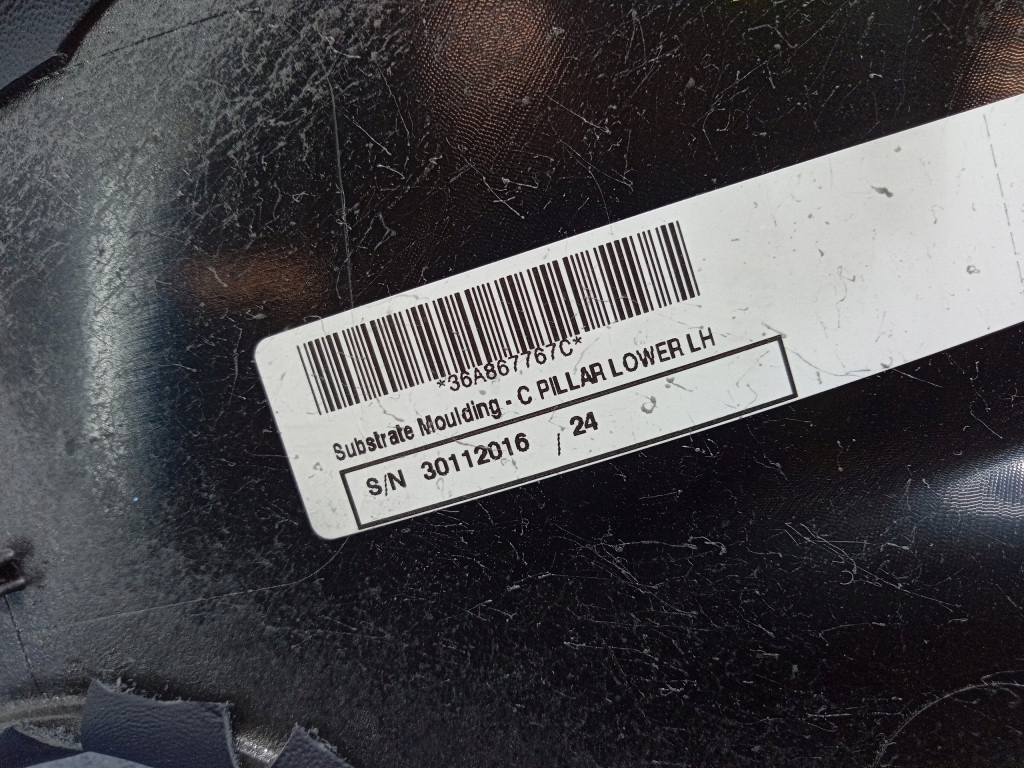 *36A867767C*
Substrate Moulding - C PILLAR LOWER LH
S/N 30112016 / 24